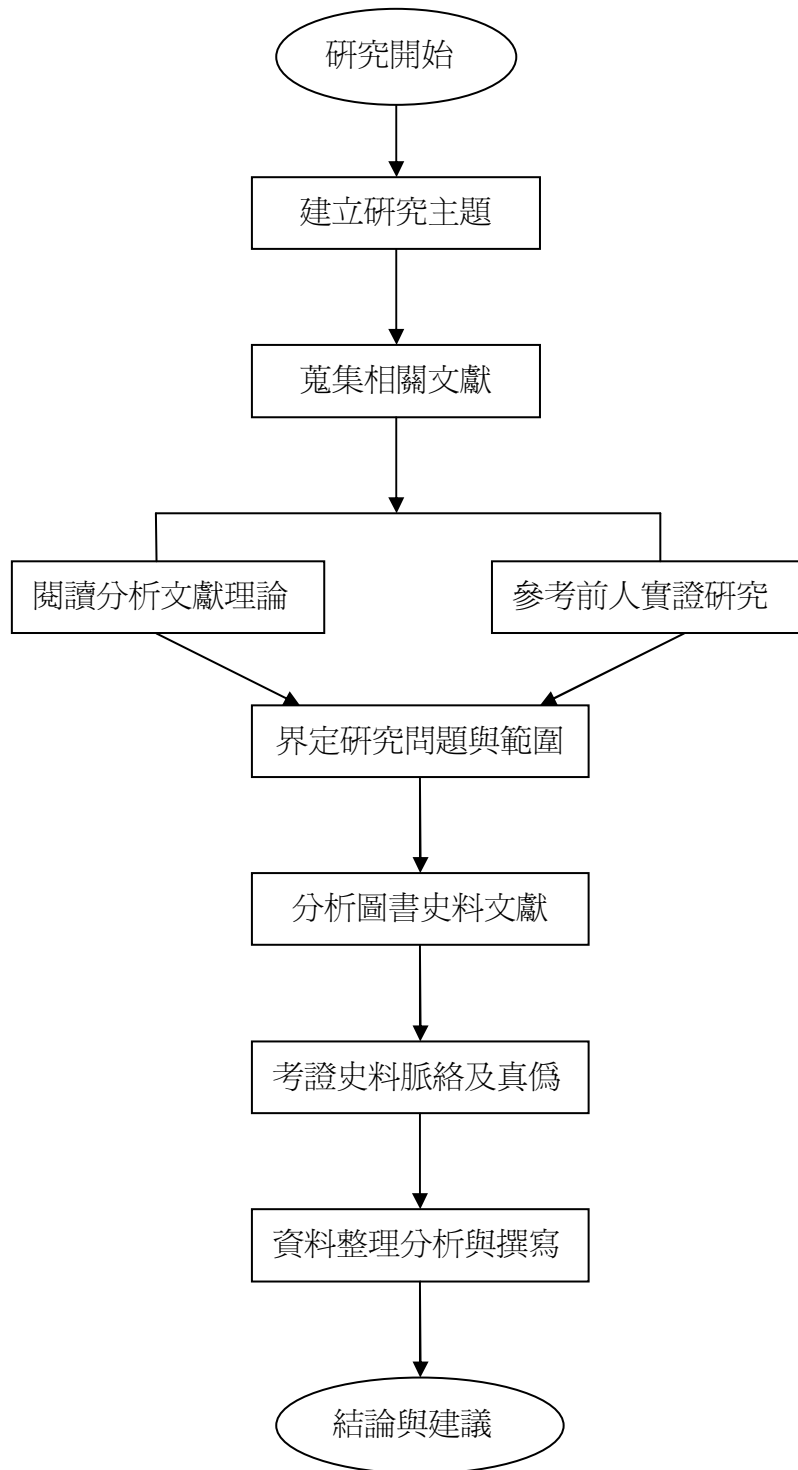 研究開始
建立研究主題
蒐集相關文獻
閱讀分析文獻理論
參考前人實證研究
界定研究問題與範圍
分析圖書史料文獻
考證史料脈絡及真偽
資料整理分析與撰寫
結論與建議